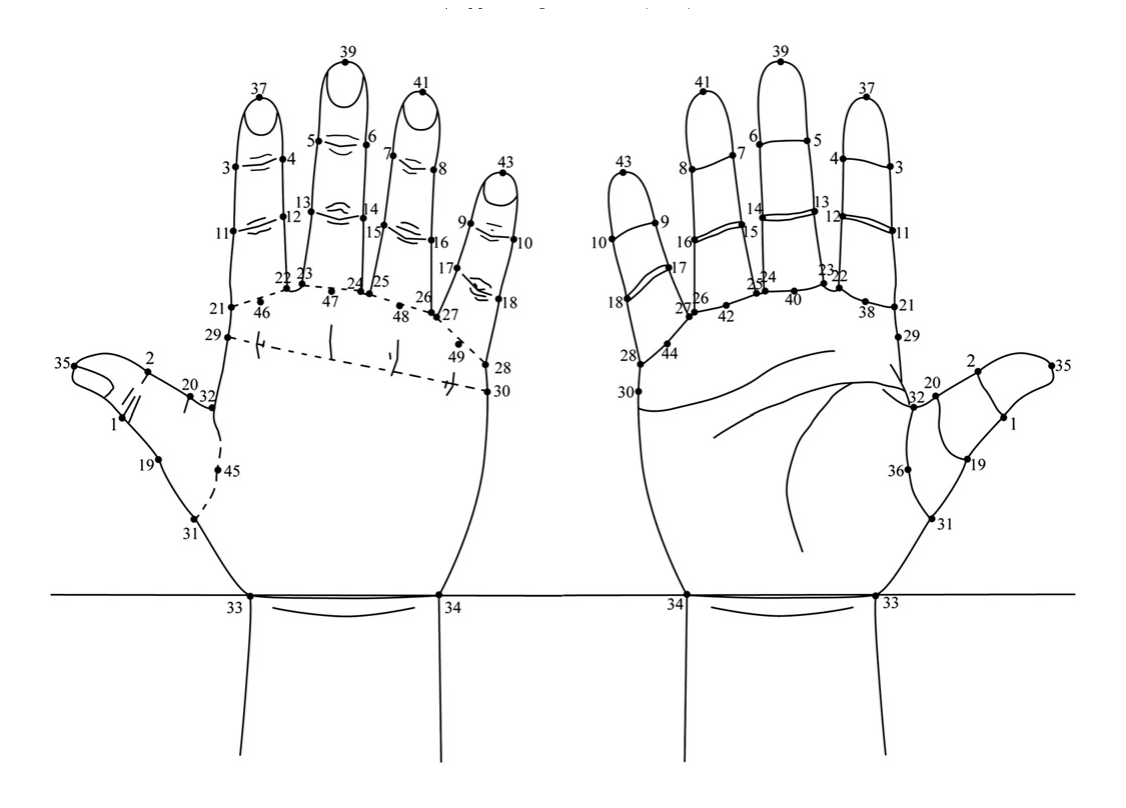 39 39
41 41
37 37
5 6 6 5
7 8 8 7
3 4 4 3
43 43
13 14 14 13
12 15 15 12
11 16 16 11
9 10 10 9
17 18 18 17
22 23 24 25 26 27 27 26 25 24 23 22
21 46 47 48 42 40 38 21
29 49 28 28 44 29
35 2 30 30 2 35
20 32 32 20
1 1
19 45 36 19
31 31
33 34 34 33